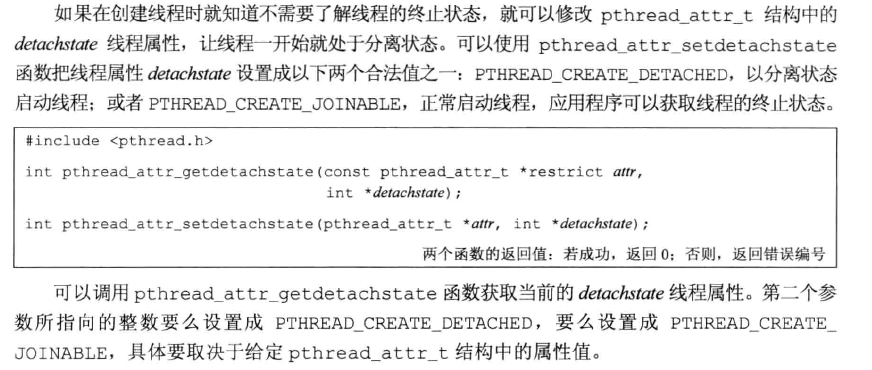 如果在创建线程时就知道不需要了解线程的终止状态，就可以修改 pthread_attr_t 结构中的
detachstate 线程属性，让线程一开始就处于分离状态。可以使用 pthread_attr_setdetachstate
函数把线程属性 detachstate 设置成以下两个合法值之一：PTHREAD_CREATE_DETACHED，以分离状态
启动线程；或者 PTHREAD_CREATE_JOINABLE，正常启动线程，应用程序可以获取线程的终止状态。
#include <pthread.h>
int pthread_attr_getdetachstate(const pthread_attr_t *restrict attr,
int *detachstate);
int pthread_attr_setdetachstate(pthread_attr_t *attr, int *detachstate);
两个函数的返回值：若成功，返回 0；否则，返回错误编号
可以调用 pthread_attr_getdetachstate 函数获取当前的 detachstate 线程属性。第二个参
数所指向的整数要么设置成 PTHREAD_CREATE_DETACHED，要么设置成 PTHREAD_CREATE_
JOINABLE，具体要取决于给定 pthread_attr_t 结构中的属性值。